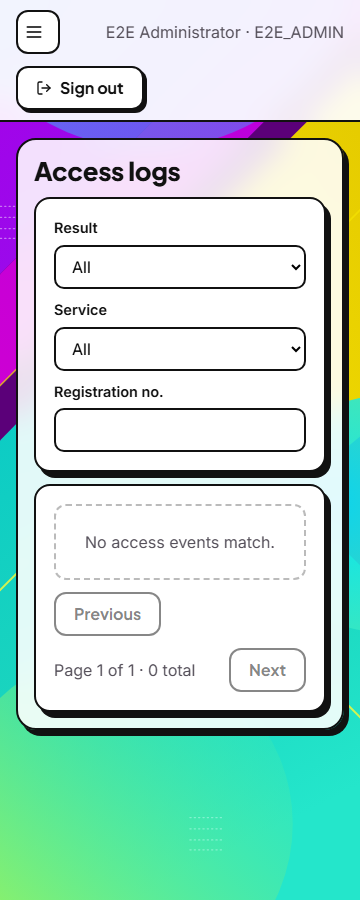 E2E Administrator · E2E_ADMIN
Sign out
Access logs
Result
All
Service
All
Registration no.
No access events match.
Previous
Page 1 of 1 · 0 total
Next